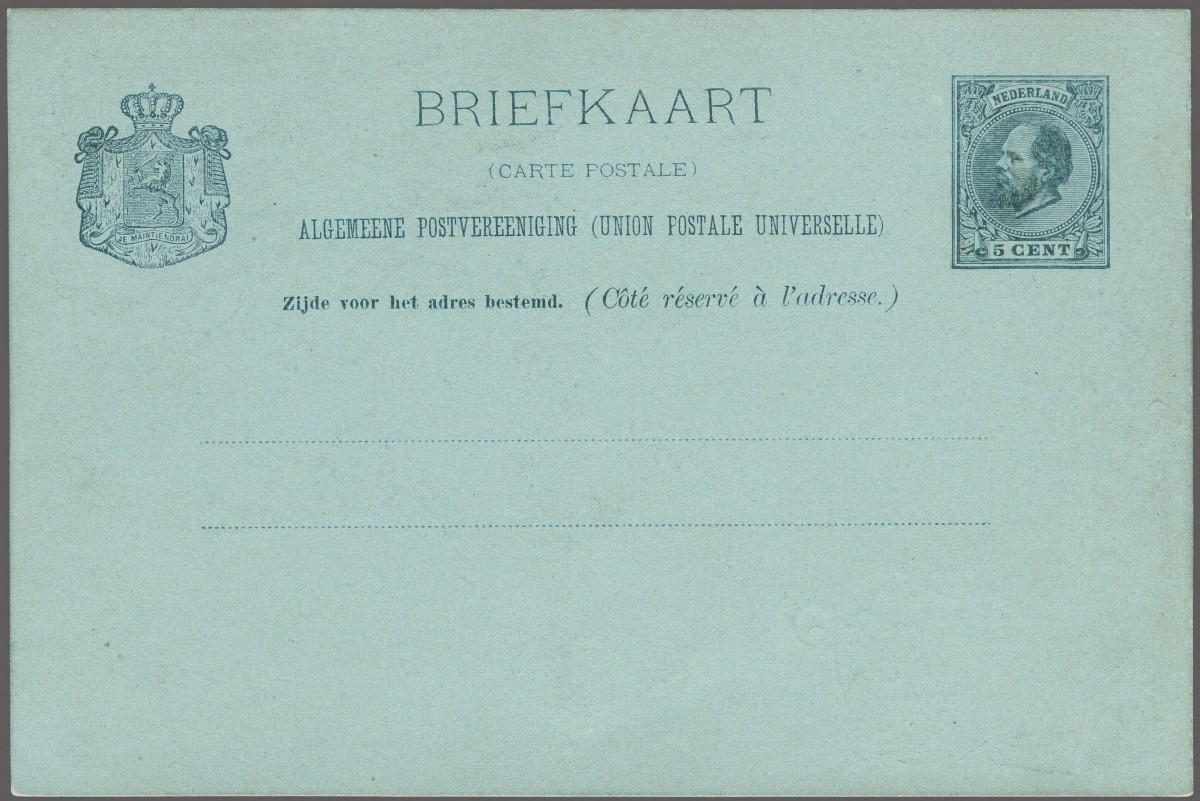 BRIEFKAART
(CARTE POSTALE)
ALGEMEENE POSTVEREENIGING (UNION POSTALE UNIVERSELLE)
Zijde voor het adres bestemd. (Côté réservé à l'adresse.)
JE MAINTIENDRAI
NEDERLAND
5 CENT